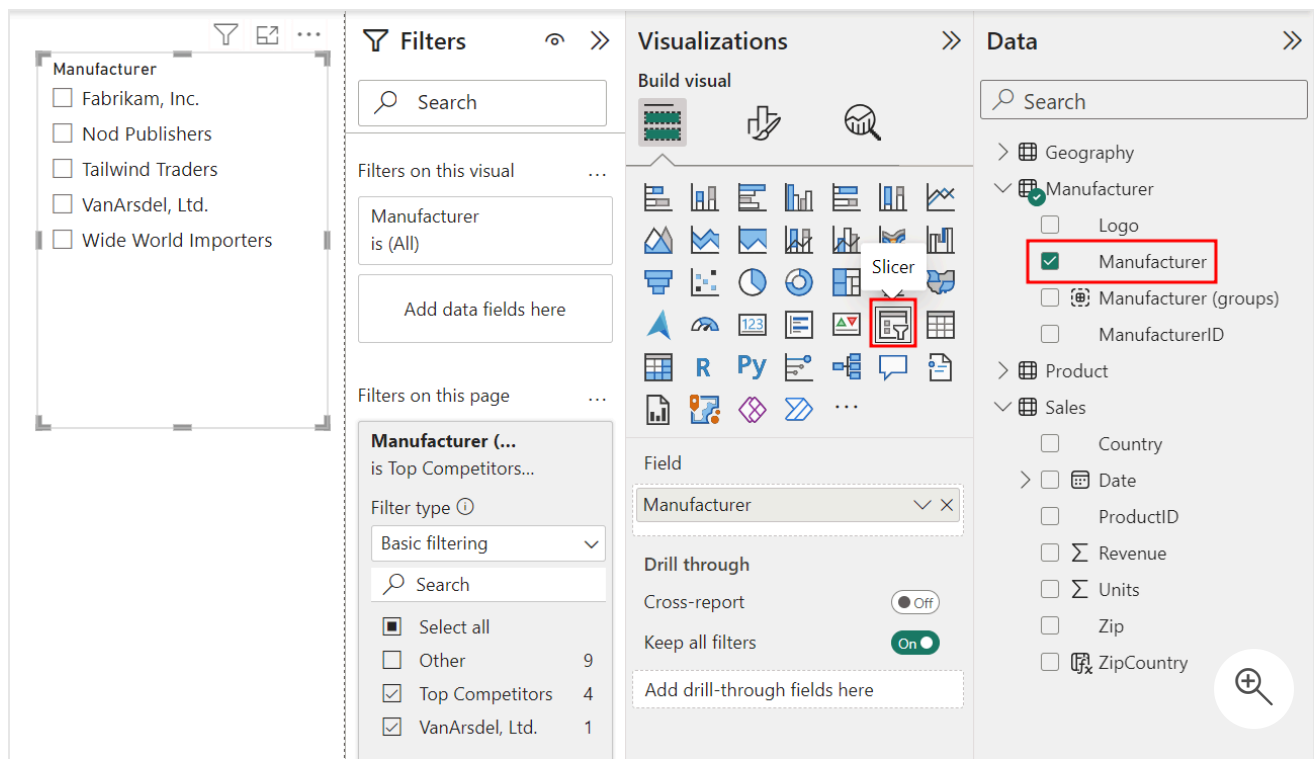 Manufacturer
Fabrikam, Inc.
Nod Publishers
Tailwind Traders
VanArsdel, Ltd.
Wide World Importers
Filters
Search
Filters on this visual
...
Manufacturer
is (All)
Add data fields here
Filters on this page
...
Manufacturer (...
is Top Competitors...
Filter type
Basic filtering
Search
Select all
Other 9
Top Competitors 4
VanArsdel, Ltd. 1
Visualizations
Build visual
Slicer
123
R Py
...
Field
Manufacturer
Drill through
Cross-report Off
Keep all filters On
Add drill-through fields here
Data
Search
Geography
Manufacturer
Logo
Manufacturer
Manufacturer (groups)
ManufacturerID
Product
Sales
Country
Date
ProductID
∑ Revenue
∑ Units
Zip
ZipCountry